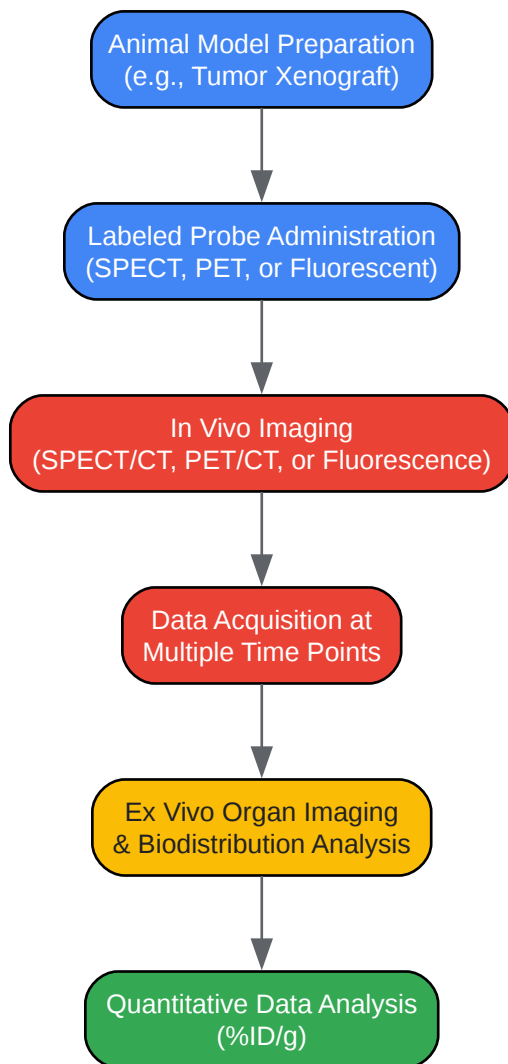 Animal Model Preparation
(e.g., Tumor Xenograft)
Labeled Probe Administration
(SPECT, PET, or Fluorescent)
In Vivo Imaging
(SPECT/CT, PET/CT, or Fluorescence)
Data Acquisition at
Multiple Time Points
Ex Vivo Organ Imaging
& Biodistribution Analysis
Quantitative Data Analysis
(%ID/g)